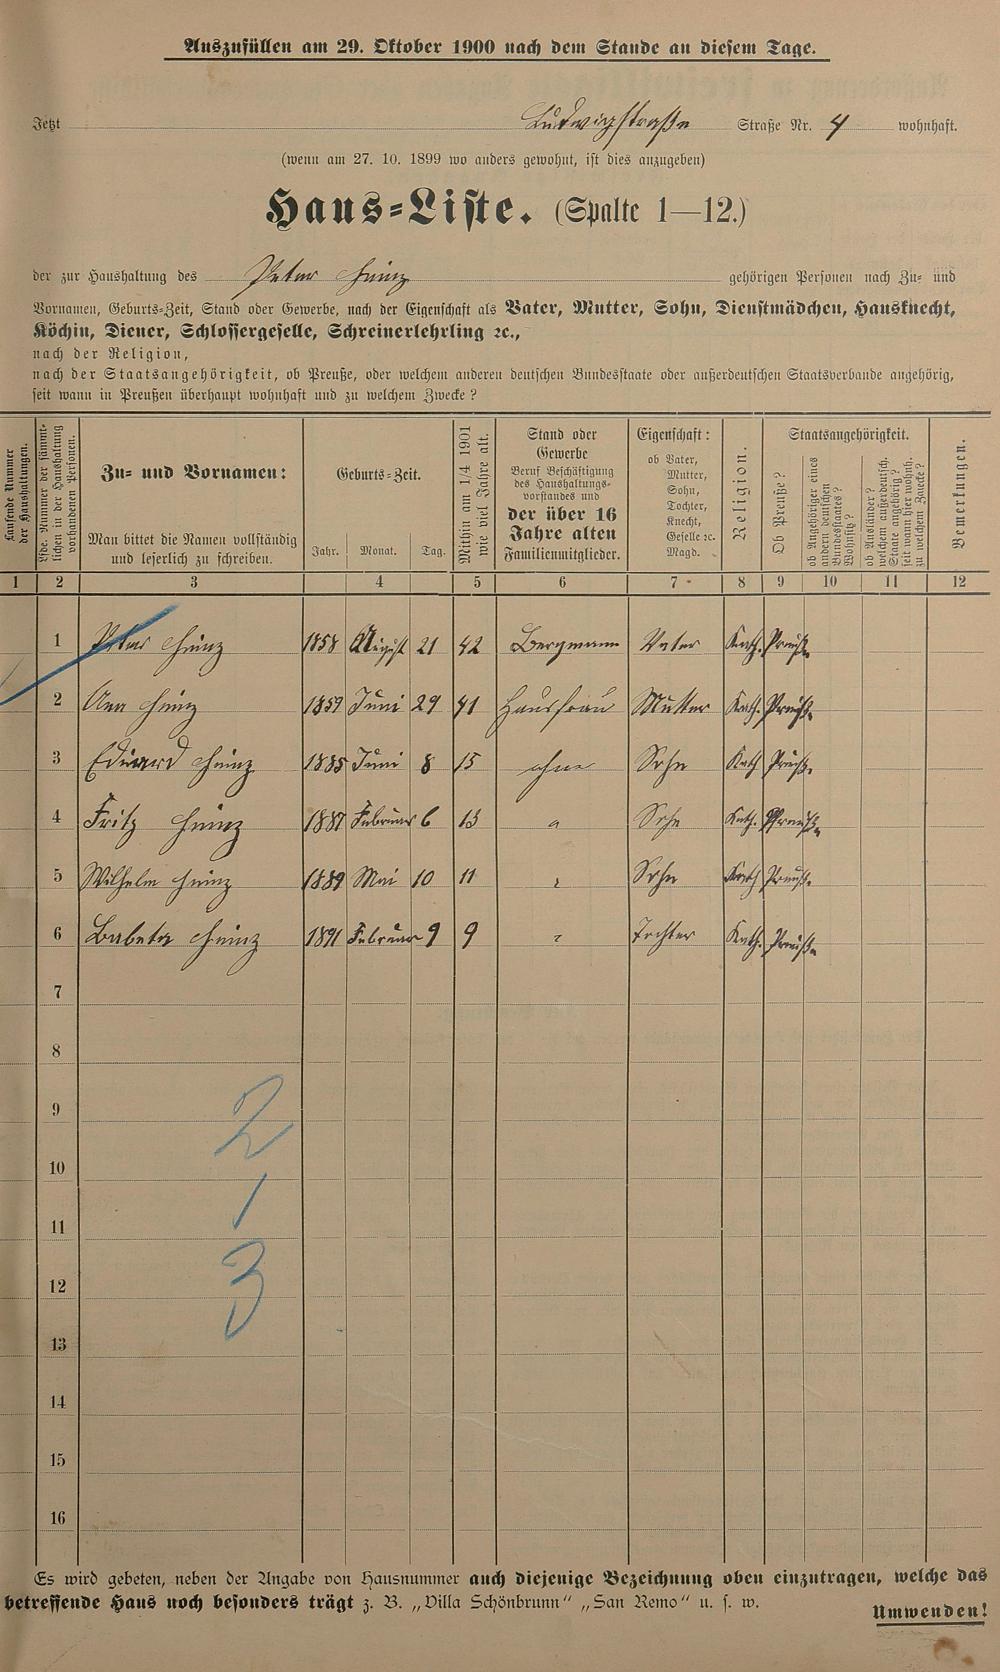 Auszufüllen am 29. Oktober 1900 nach dem Stande an diesem Tage.
Jetzt Ludwigstraße Straße Nr. 4 wohnhaft.
(wenn am 27. 10. 1899 wo anders gewohnt, ist dies anzugeben)
Haus-Liste. (Spalte 1—12.)
der zur Haushaltung des Peter Heinz gehörigen Personen nach Zu- und
Vornamen, Geburts-Zeit, Stand oder Gewerbe, nach der Eigenschaft als Vater, Mutter, Sohn, Dienstmädchen, Hausknecht,
Köchin, Diener, Schlossergeselle, Schreinerlehrling ꝛc.,
nach der Religion,
nach der Staatsangehörigkeit, ob Preuße, oder welchem anderen deutschen Bundesstaate oder außerdeutschen Staatsverbande angehörig,
seit wann in Preußen überhaupt wohnhaft und zu welchem Zwecke?
Laufende Nummer der Haushaltungen.
Lfde. Nummer der sämmtlichen in der Haushaltung vorhandenen Personen.
Zu- und Vornamen:
Man bittet die Namen vollständig
und leserlich zu schreiben.
Geburts-Zeit.
Jahr. Monat. Tag.
Mithin am 1/4 1901 wie viel Jahre alt.
Stand oder
Gewerbe
Beruf Beschäftigung
des Haushaltungs-
vorstandes und
der über 16
Jahre alten
Familienmitglieder.
Eigenschaft:
ob Vater,
Mutter,
Sohn,
Tochter,
Knecht,
Geselle ꝛc.
Magd.
Religion.
Staatsangehörigkeit.
Ob Preuße?
ob Angehöriger eines andern deutschen Bundesstaates? Wohnsitz?
ob Ausländer? welchem außerdeutsch. Staate angehörig? seit wann hier wohnh. zu welchem Zwecke?
Bemerkungen.
1 2 3 4 5 6 7 8 9 10 11 12
1 Peter Heinz 1858 August 21 42 Bergmann Vater Kath. Preuße
2 Ana Heinz 1859 Juni 29 41 Hausfrau Mutter Kath. Preuße
3 Eduard Heinz 1885 Juni 8 15 ohne Sohn Kath Preuße
4 Fritz Heinz 1887 Februar 6 13 " Sohn Kath. Preuße
5 Wilhelm Heinz 1889 Mai 10 11 " Sohn Kath Preuße
6 Babeta Heinz 1891 Februar 9 9 " Tochter Kath. Preuße
7
8
9
2
10
1
11
12
3
13
14
15
16
Es wird gebeten, neben der Angabe von Hausnummer auch diejenige Bezeichnung oben einzutragen, welche das
betreffende Haus noch besonders trägt z. B. „Villa Schönbrunn“ „San Remo“ u. s. w.
Umwenden!